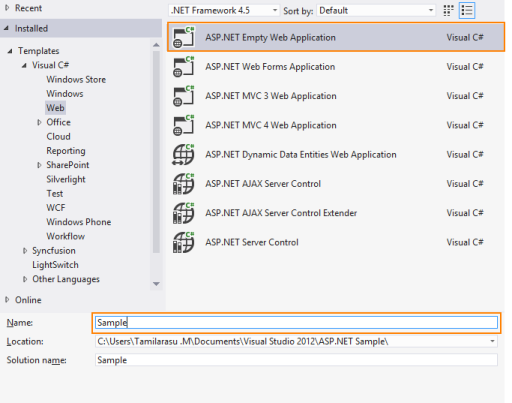 Recent
.NET Framework 4.5 Sort by: Default
Installed
Templates
Visual C#
Windows Store
Windows
Web
Office
Cloud
Reporting
SharePoint
Silverlight
Test
WCF
Windows Phone
Workflow
Syncfusion
LightSwitch
Other Languages
Online
ASP.NET Empty Web Application Visual C#
ASP.NET Web Forms Application Visual C#
ASP.NET MVC 3 Web Application Visual C#
ASP.NET MVC 4 Web Application Visual C#
ASP.NET Dynamic Data Entities Web Application Visual C#
ASP.NET AJAX Server Control Visual C#
ASP.NET AJAX Server Control Extender Visual C#
ASP.NET Server Control Visual C#
Name: Sample
Location: C:\Users\Tamilarasu .M\Documents\Visual Studio 2012\ASP.NET Sample\
Solution name: Sample